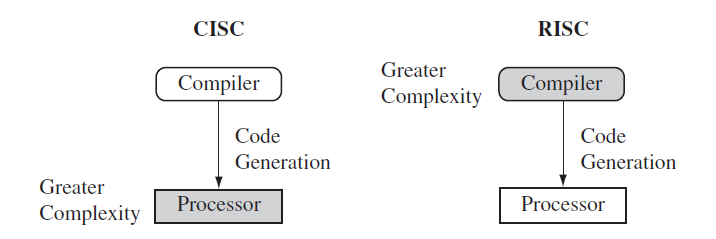 CISC
Compiler
Code
Generation
Greater
Complexity
Processor
RISC
Greater
Complexity
Compiler
Code
Generation
Processor